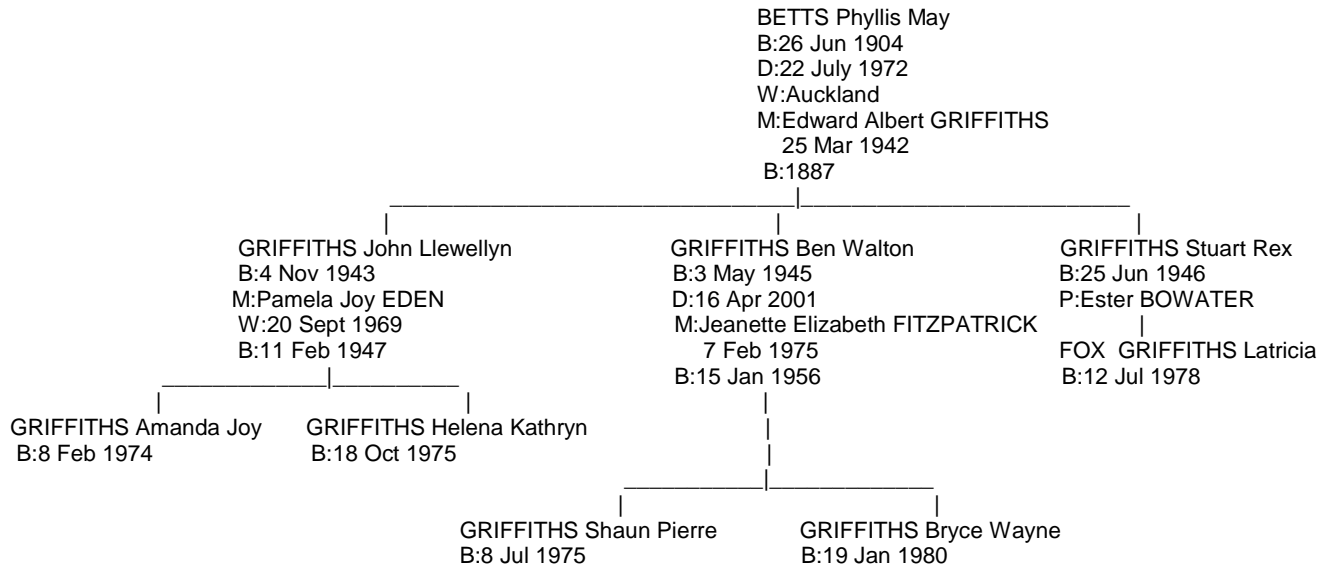 BETTS Phyllis May
B:26 Jun 1904
D:22 July 1972
W:Auckland
M:Edward Albert GRIFFITHS
25 Mar 1942
B:1887
GRIFFITHS John Llewellyn
B:4 Nov 1943
M:Pamela Joy EDEN
W:20 Sept 1969
B:11 Feb 1947
GRIFFITHS Ben Walton
B:3 May 1945
D:16 Apr 2001
M:Jeanette Elizabeth FITZPATRICK
7 Feb 1975
B:15 Jan 1956
GRIFFITHS Stuart Rex
B:25 Jun 1946
P:Ester BOWATER
FOX GRIFFITHS Latricia
B:12 Jul 1978
GRIFFITHS Amanda Joy
B:8 Feb 1974
GRIFFITHS Helena Kathryn
B:18 Oct 1975
GRIFFITHS Shaun Pierre
B:8 Jul 1975
GRIFFITHS Bryce Wayne
B:19 Jan 1980